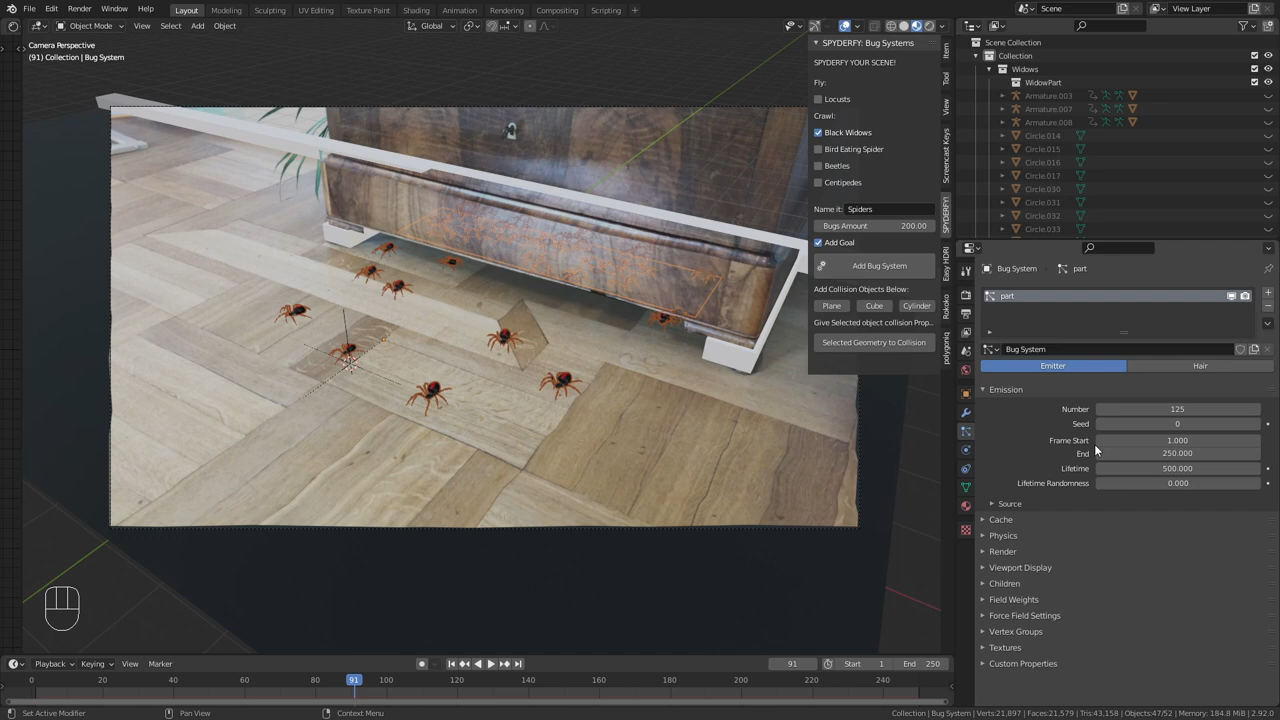 File Edit Render Window Help
Layout Modeling Sculpting UV Editing Texture Paint Shading Animation Rendering Compositing Scripting +
Scene
View Layer
Object Mode
View Select Add Object
Global
Camera Perspective
(91) Collection | Bug System
SPYDERFY: Bug Systems
SPYDERFY YOUR SCENE!
Fly:
Locusts
Crawl:
Black Widows
Bird Eating Spider
Beetles
Centipedes
Name it: Spiders
Bugs Amount 200.00
Add Goal
Add Bug System
Add Collision Objects Below:
Plane Cube Cylinder
Give Selected object collision Prop...
Selected Geometry to Collision
Item
Tool
View
Screencast Keys
SPYDERFY!
Easy HDRI
Rokoko
polygoniq
Scene Collection
Collection
Widows
WidowPart
Armature.003
Armature.007
Armature.008
Circle.014
Circle.015
Circle.016
Circle.017
Circle.030
Circle.031
Circle.032
Circle.033
Bug System part
part
Bug System
Emitter Hair
Emission
Number 125
Seed 0
Frame Start 1.000
End 250.000
Lifetime 500.000
Lifetime Randomness 0.000
Source
Cache
Physics
Render
Viewport Display
Children
Field Weights
Force Field Settings
Vertex Groups
Textures
Custom Properties
Playback Keying View Marker
91
Start 1 End 250
0 20 40 60 80 91 100 120 140 160 180 200 220 240
Set Active Modifier Pan View Context Menu
Collection | Bug System | Verts:21,897 | Faces:21,579 | Tris:43,158 | Objects:47/52 | Memory: 184.8 MiB | 2.92.0